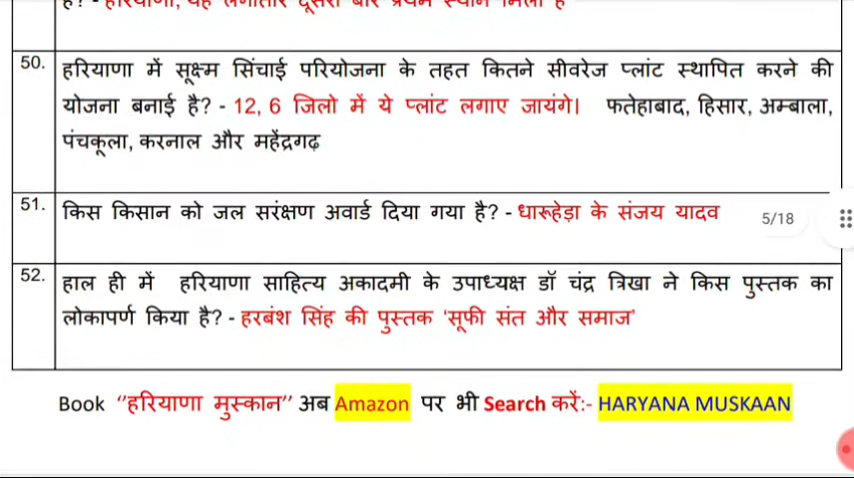 है? - हरियाणा, यह लगातार दूसरी बार प्रथम स्थान मिला है
50. हरियाणा में सूक्ष्म सिंचाई परियोजना के तहत कितने सीवरेज प्लांट स्थापित करने की
योजना बनाई है? - 12, 6 जिलो में ये प्लांट लगाए जायंगे। फतेहाबाद, हिसार, अम्बाला,
पंचकूला, करनाल और महेंद्रगढ़
51. किस किसान को जल सरंक्षण अवार्ड दिया गया है? - धारूहेड़ा के संजय यादव
5/18
52. हाल ही में हरियाणा साहित्य अकादमी के उपाध्यक्ष डॉ चंद्र त्रिखा ने किस पुस्तक का
लोकापर्ण किया है? - हरबंश सिंह की पुस्तक 'सूफी संत और समाज'
Book ‘‘हरियाणा मुस्कान’’ अब Amazon पर भी Search करें:- HARYANA MUSKAAN